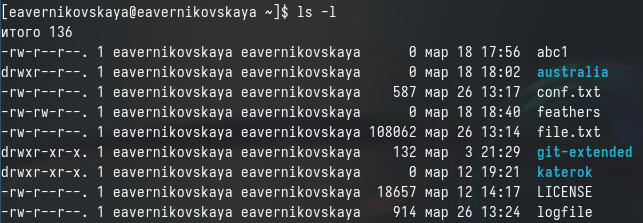 [eavernikovskaya@eavernikovskaya ~]$ ls -l
итого 136
-rw-r--r--. 1 eavernikovskaya eavernikovskaya      0 мар 18 17:56  abc1
drwxr--r--. 1 eavernikovskaya eavernikovskaya      0 мар 18 18:02  australia
-rw-r--r--. 1 eavernikovskaya eavernikovskaya    587 мар 26 13:17  conf.txt
-rw-rw-r--. 1 eavernikovskaya eavernikovskaya      0 мар 18 18:40  feathers
-rw-r--r--. 1 eavernikovskaya eavernikovskaya 108062 мар 26 13:14  file.txt
drwxr-xr-x. 1 eavernikovskaya eavernikovskaya    132 мар  3 21:29  git-extended
drwxr-xr-x. 1 eavernikovskaya eavernikovskaya      0 мар 12 19:21  katerok
-rw-r--r--. 1 eavernikovskaya eavernikovskaya  18657 мар 12 14:17  LICENSE
-rw-r--r--. 1 eavernikovskaya eavernikovskaya    914 мар 26 13:24  logfile